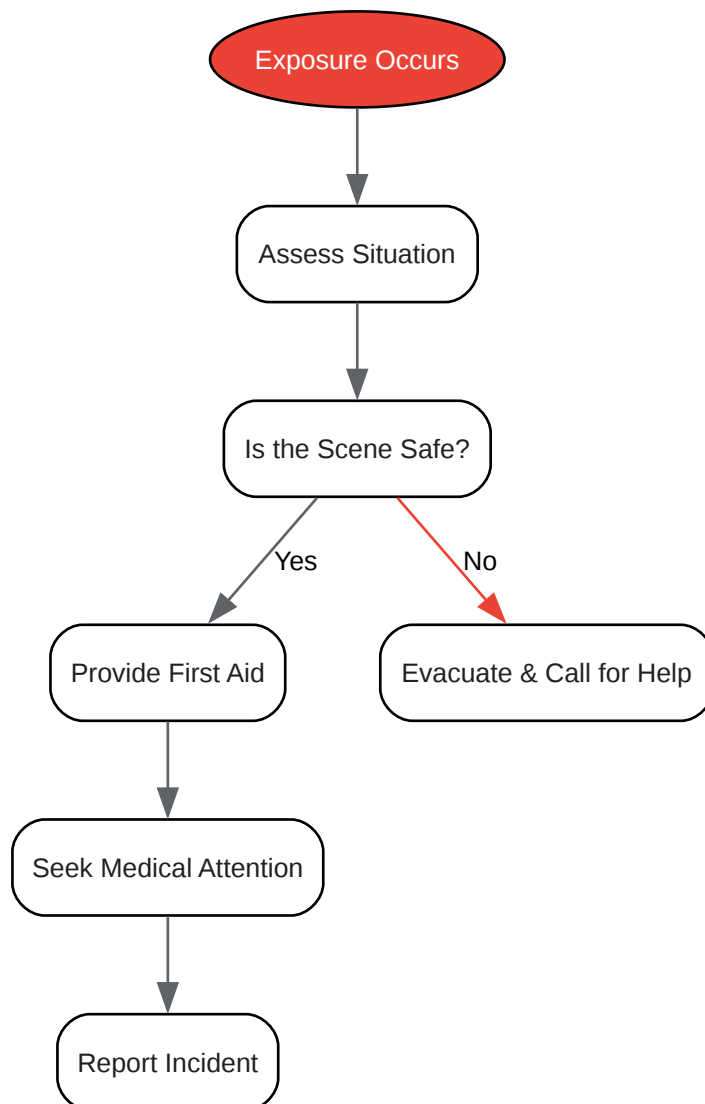 Exposure Occurs
Assess Situation
Is the Scene Safe?
Yes
No
Provide First Aid
Evacuate & Call for Help
Seek Medical Attention
Report Incident